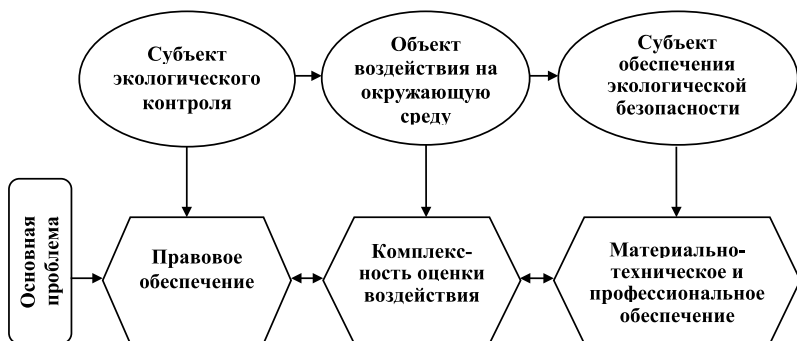 Субъект
экологического
контроля
Объект
воздействия на
окружающую
среду
Субъект
обеспечения
экологической
безопасности
Основная
проблема
Правовое
обеспечение
Комплекс-
ность оценки
воздействия
Материально-
техническое и
профессиональное
обеспечение